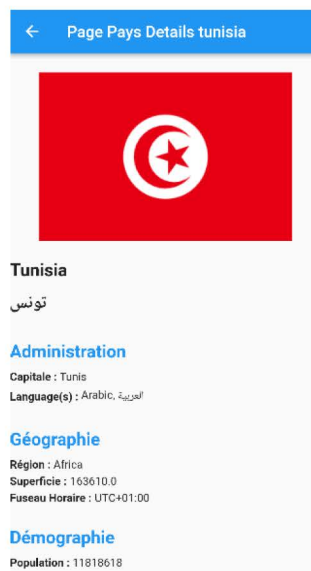 Page Pays Details tunisia
Tunisia
تونس
Administration
Capitale : Tunis
Language(s) : Arabic, العربية
Géographie
Région : Africa
Superficie : 163610.0
Fuseau Horaire : UTC+01:00
Démographie
Population : 11818618